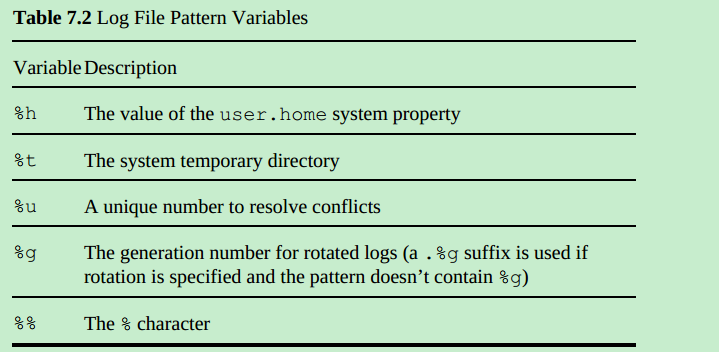 Table 7.2 Log File Pattern Variables
Variable Description
%h The value of the user.home system property
%t The system temporary directory
%u A unique number to resolve conflicts
%g The generation number for rotated logs (a .%g suffix is used if
rotation is specified and the pattern doesn’t contain %g)
%% The % character